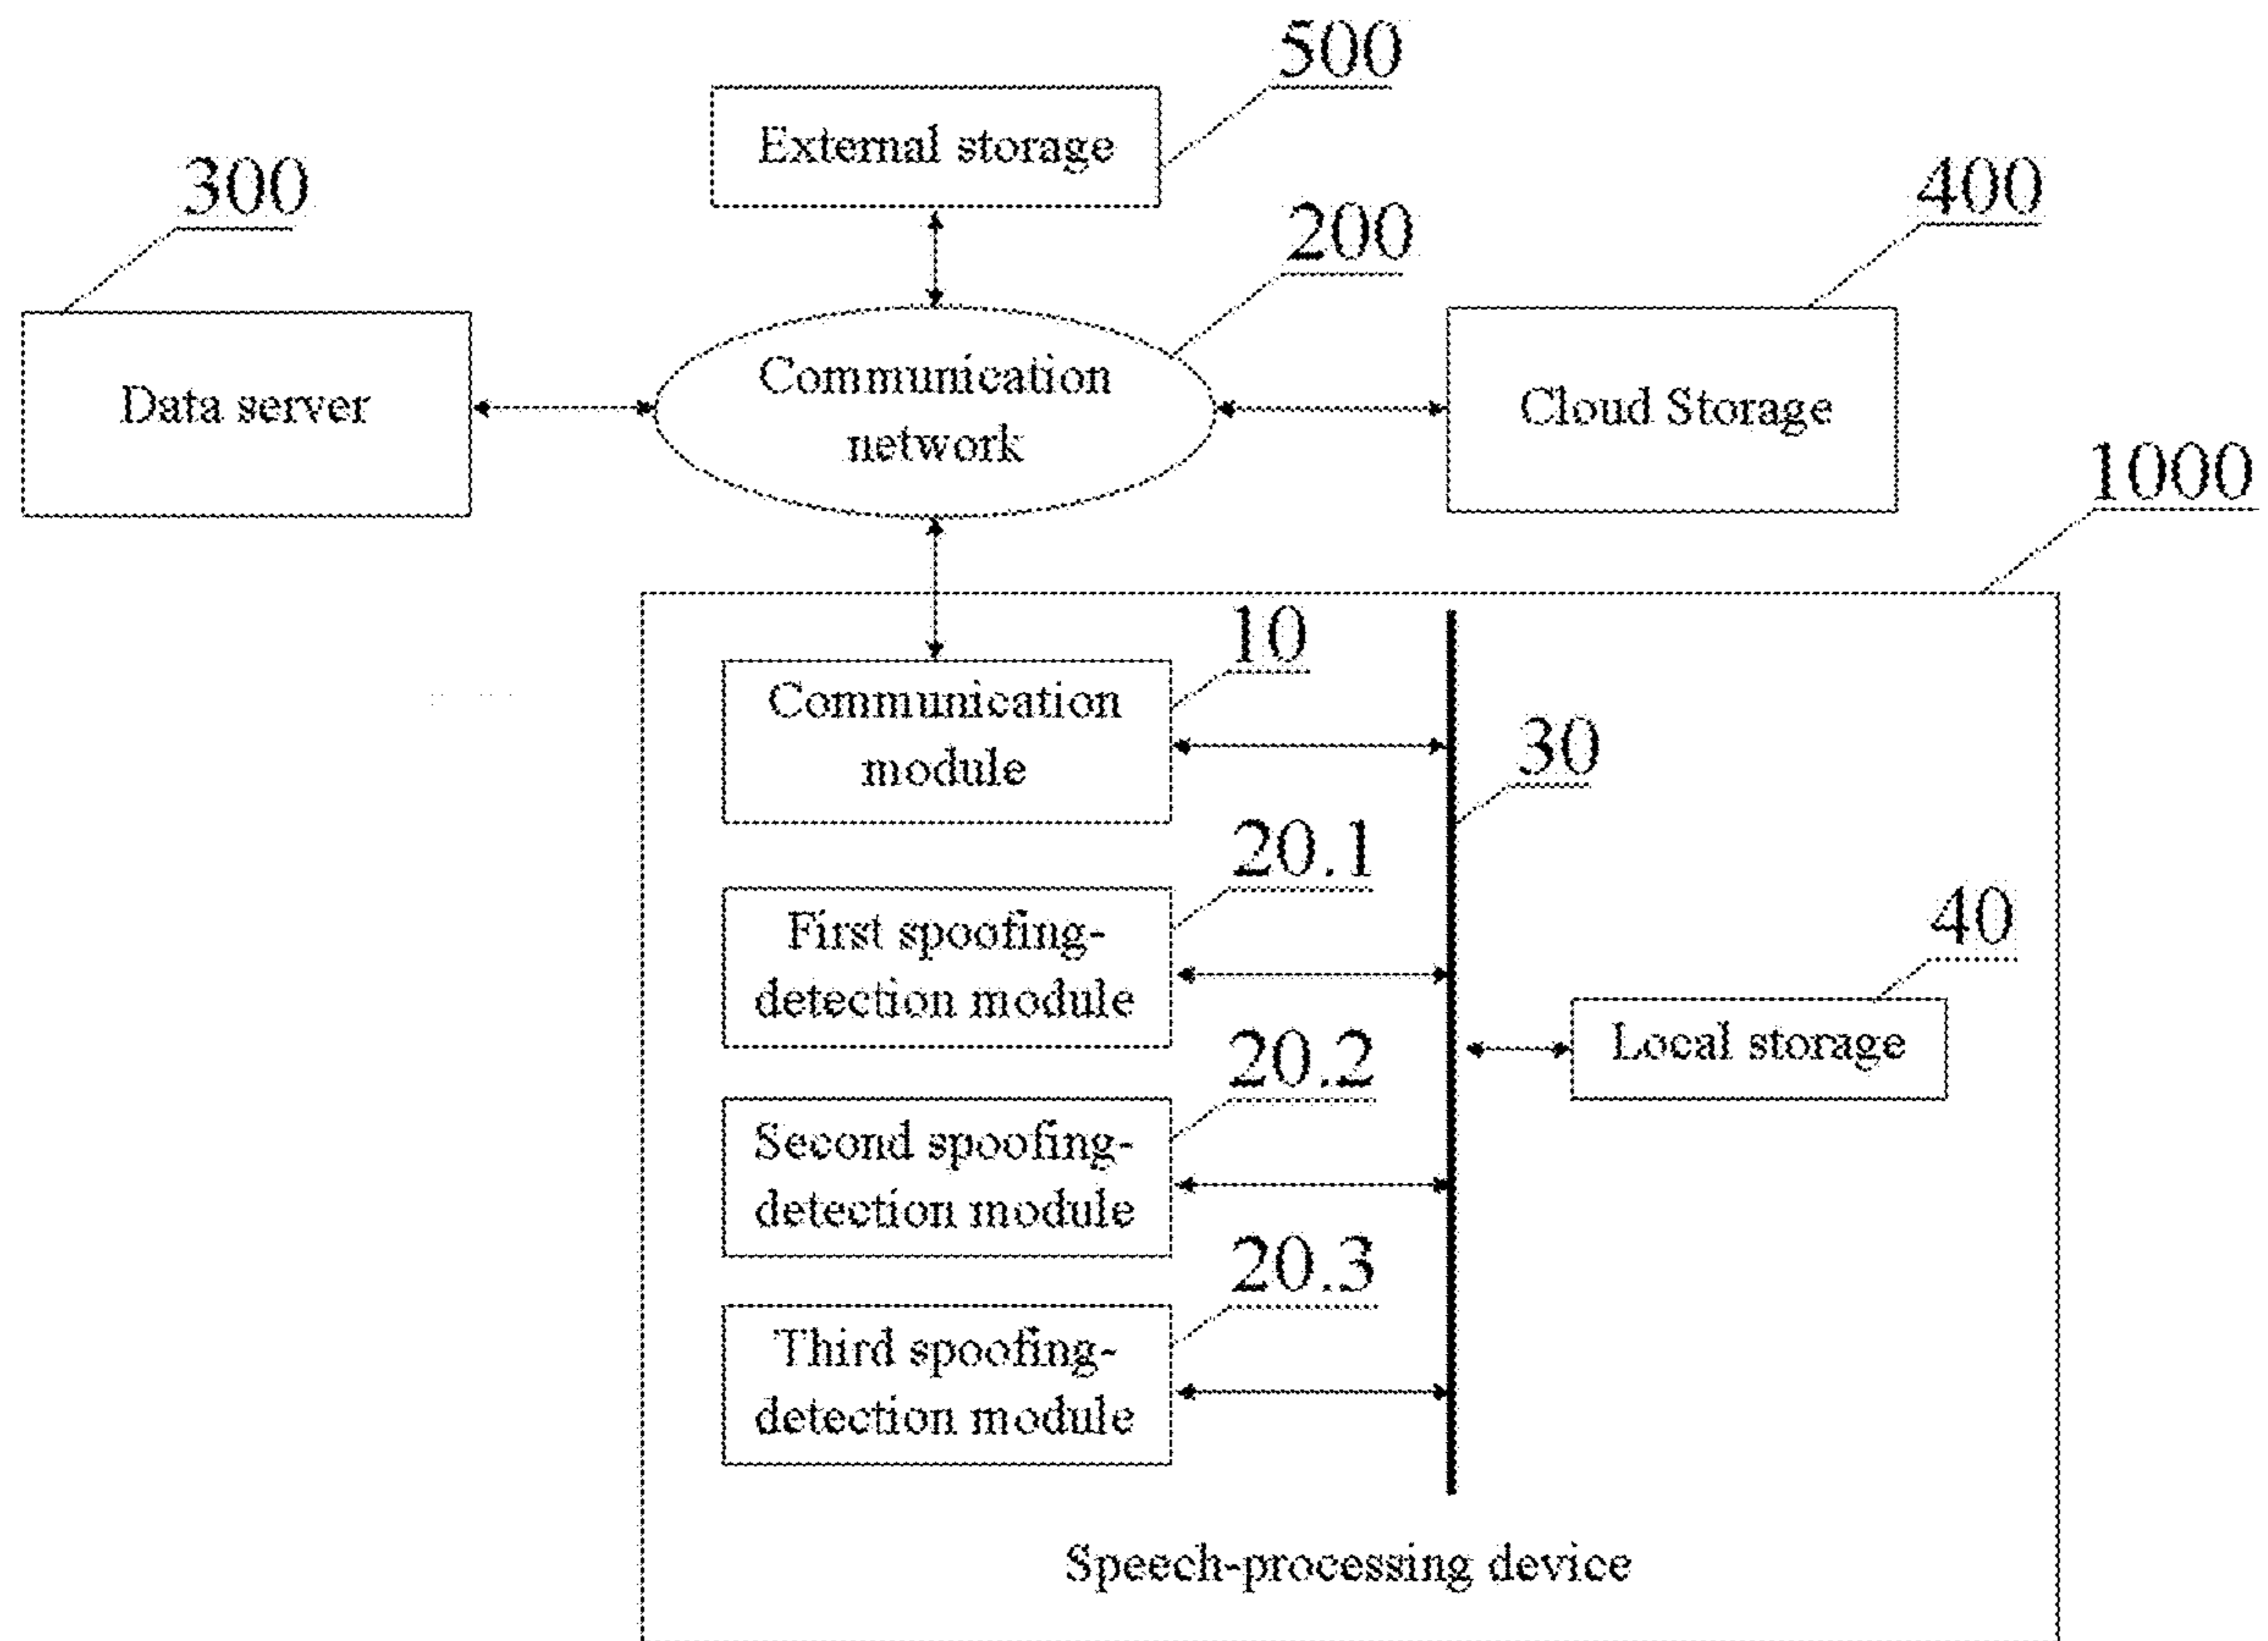 500
External storage
300
200
400
Data server
Communication
network
Cloud Storage
1000
10
Communication
module
30
20.1
First spoofing-
detection module
40
Local storage
20.2
Second spoofing-
detection module
20.3
Third spoofing-
detection module
Speech-processing device